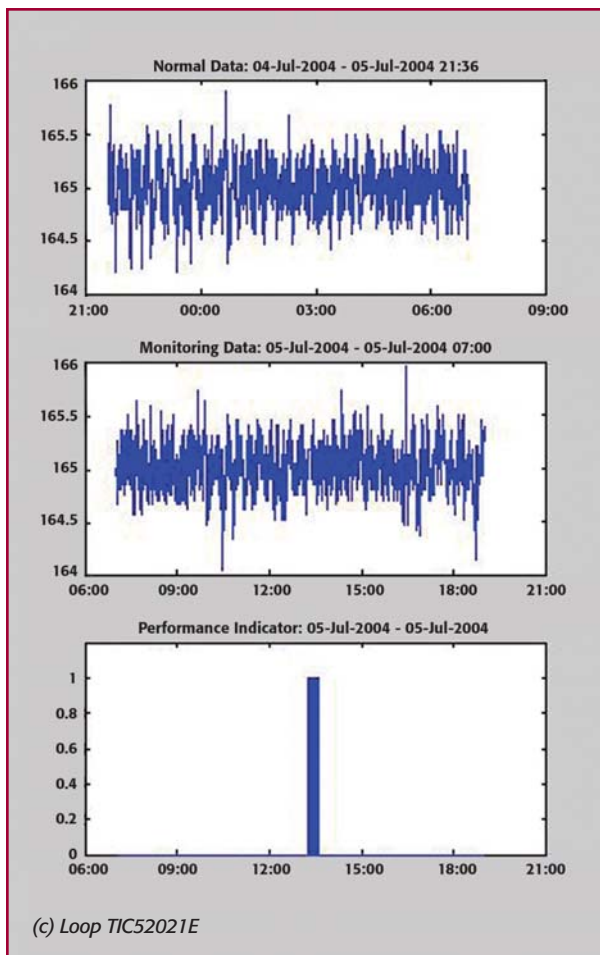 Normal Data: 04-Jul-2004 - 05-Jul-2004 21:36
166
165.5
165
164.5
164
21:00 00:00 03:00 06:00 09:00
Monitoring Data: 05-Jul-2004 - 05-Jul-2004 07:00
166
165.5
165
164.5
164
06:00 09:00 12:00 15:00 18:00 21:00
Performance Indicator: 05-Jul-2004 - 05-Jul-2004
1
0.8
0.6
0.4
0.2
0
06:00 09:00 12:00 15:00 18:00 21:00
(c) Loop TIC52021E